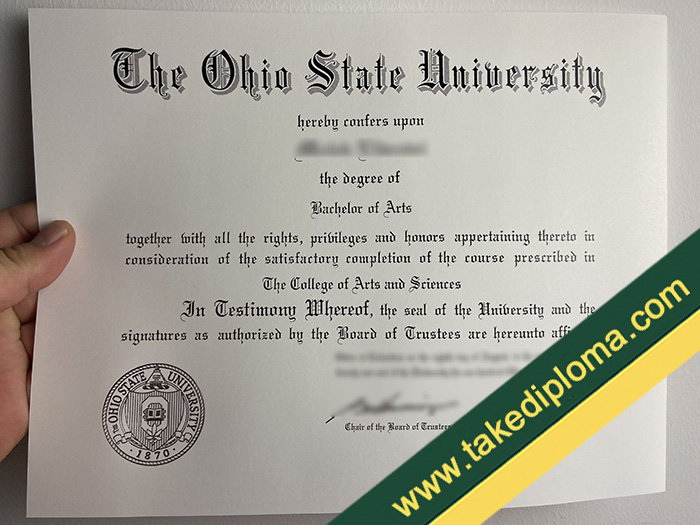 The Ohio State University
hereby confers upon
the degree of
Bachelor of Arts
together with all the rights, privileges and honors appertaining thereto in
consideration of the satisfactory completion of the course prescribed in
The College of Arts and Sciences
In Testimony Whereof, the seal of the University and the
signatures as authorized by the Board of Trustees are hereunto
THE OHIO STATE UNIVERSITY
1870
Chair of the Board of Trustees
www.takediploma.com